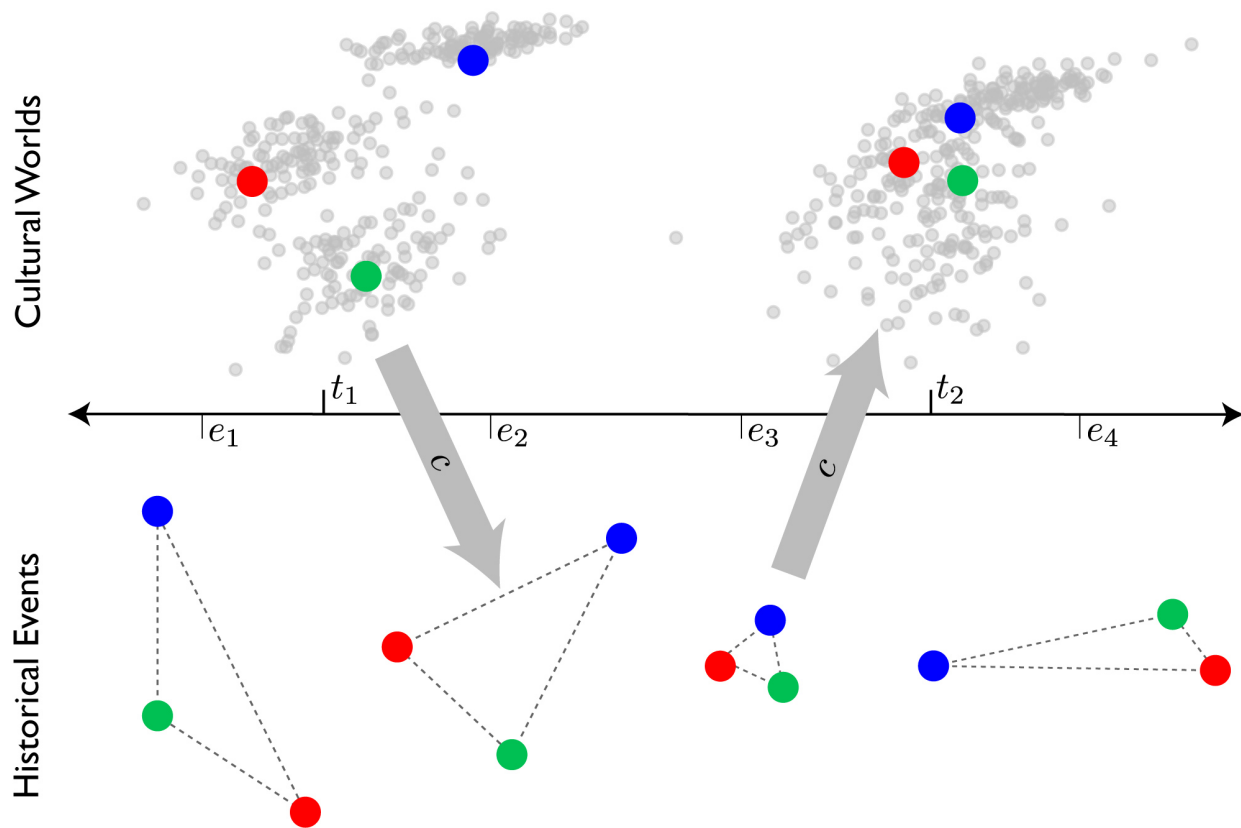 Cultural Worlds
t₁
t₂
e₁
e₂
e₃
e₄
c
c
Historical Events